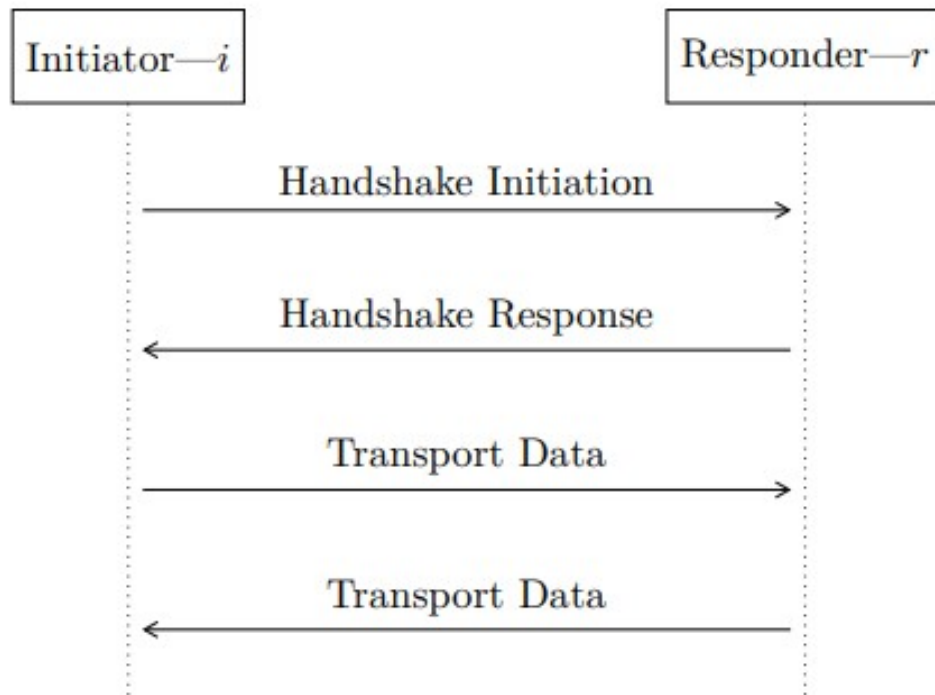 Initiator—i
Responder—r
Handshake Initiation
Handshake Response
Transport Data
Transport Data